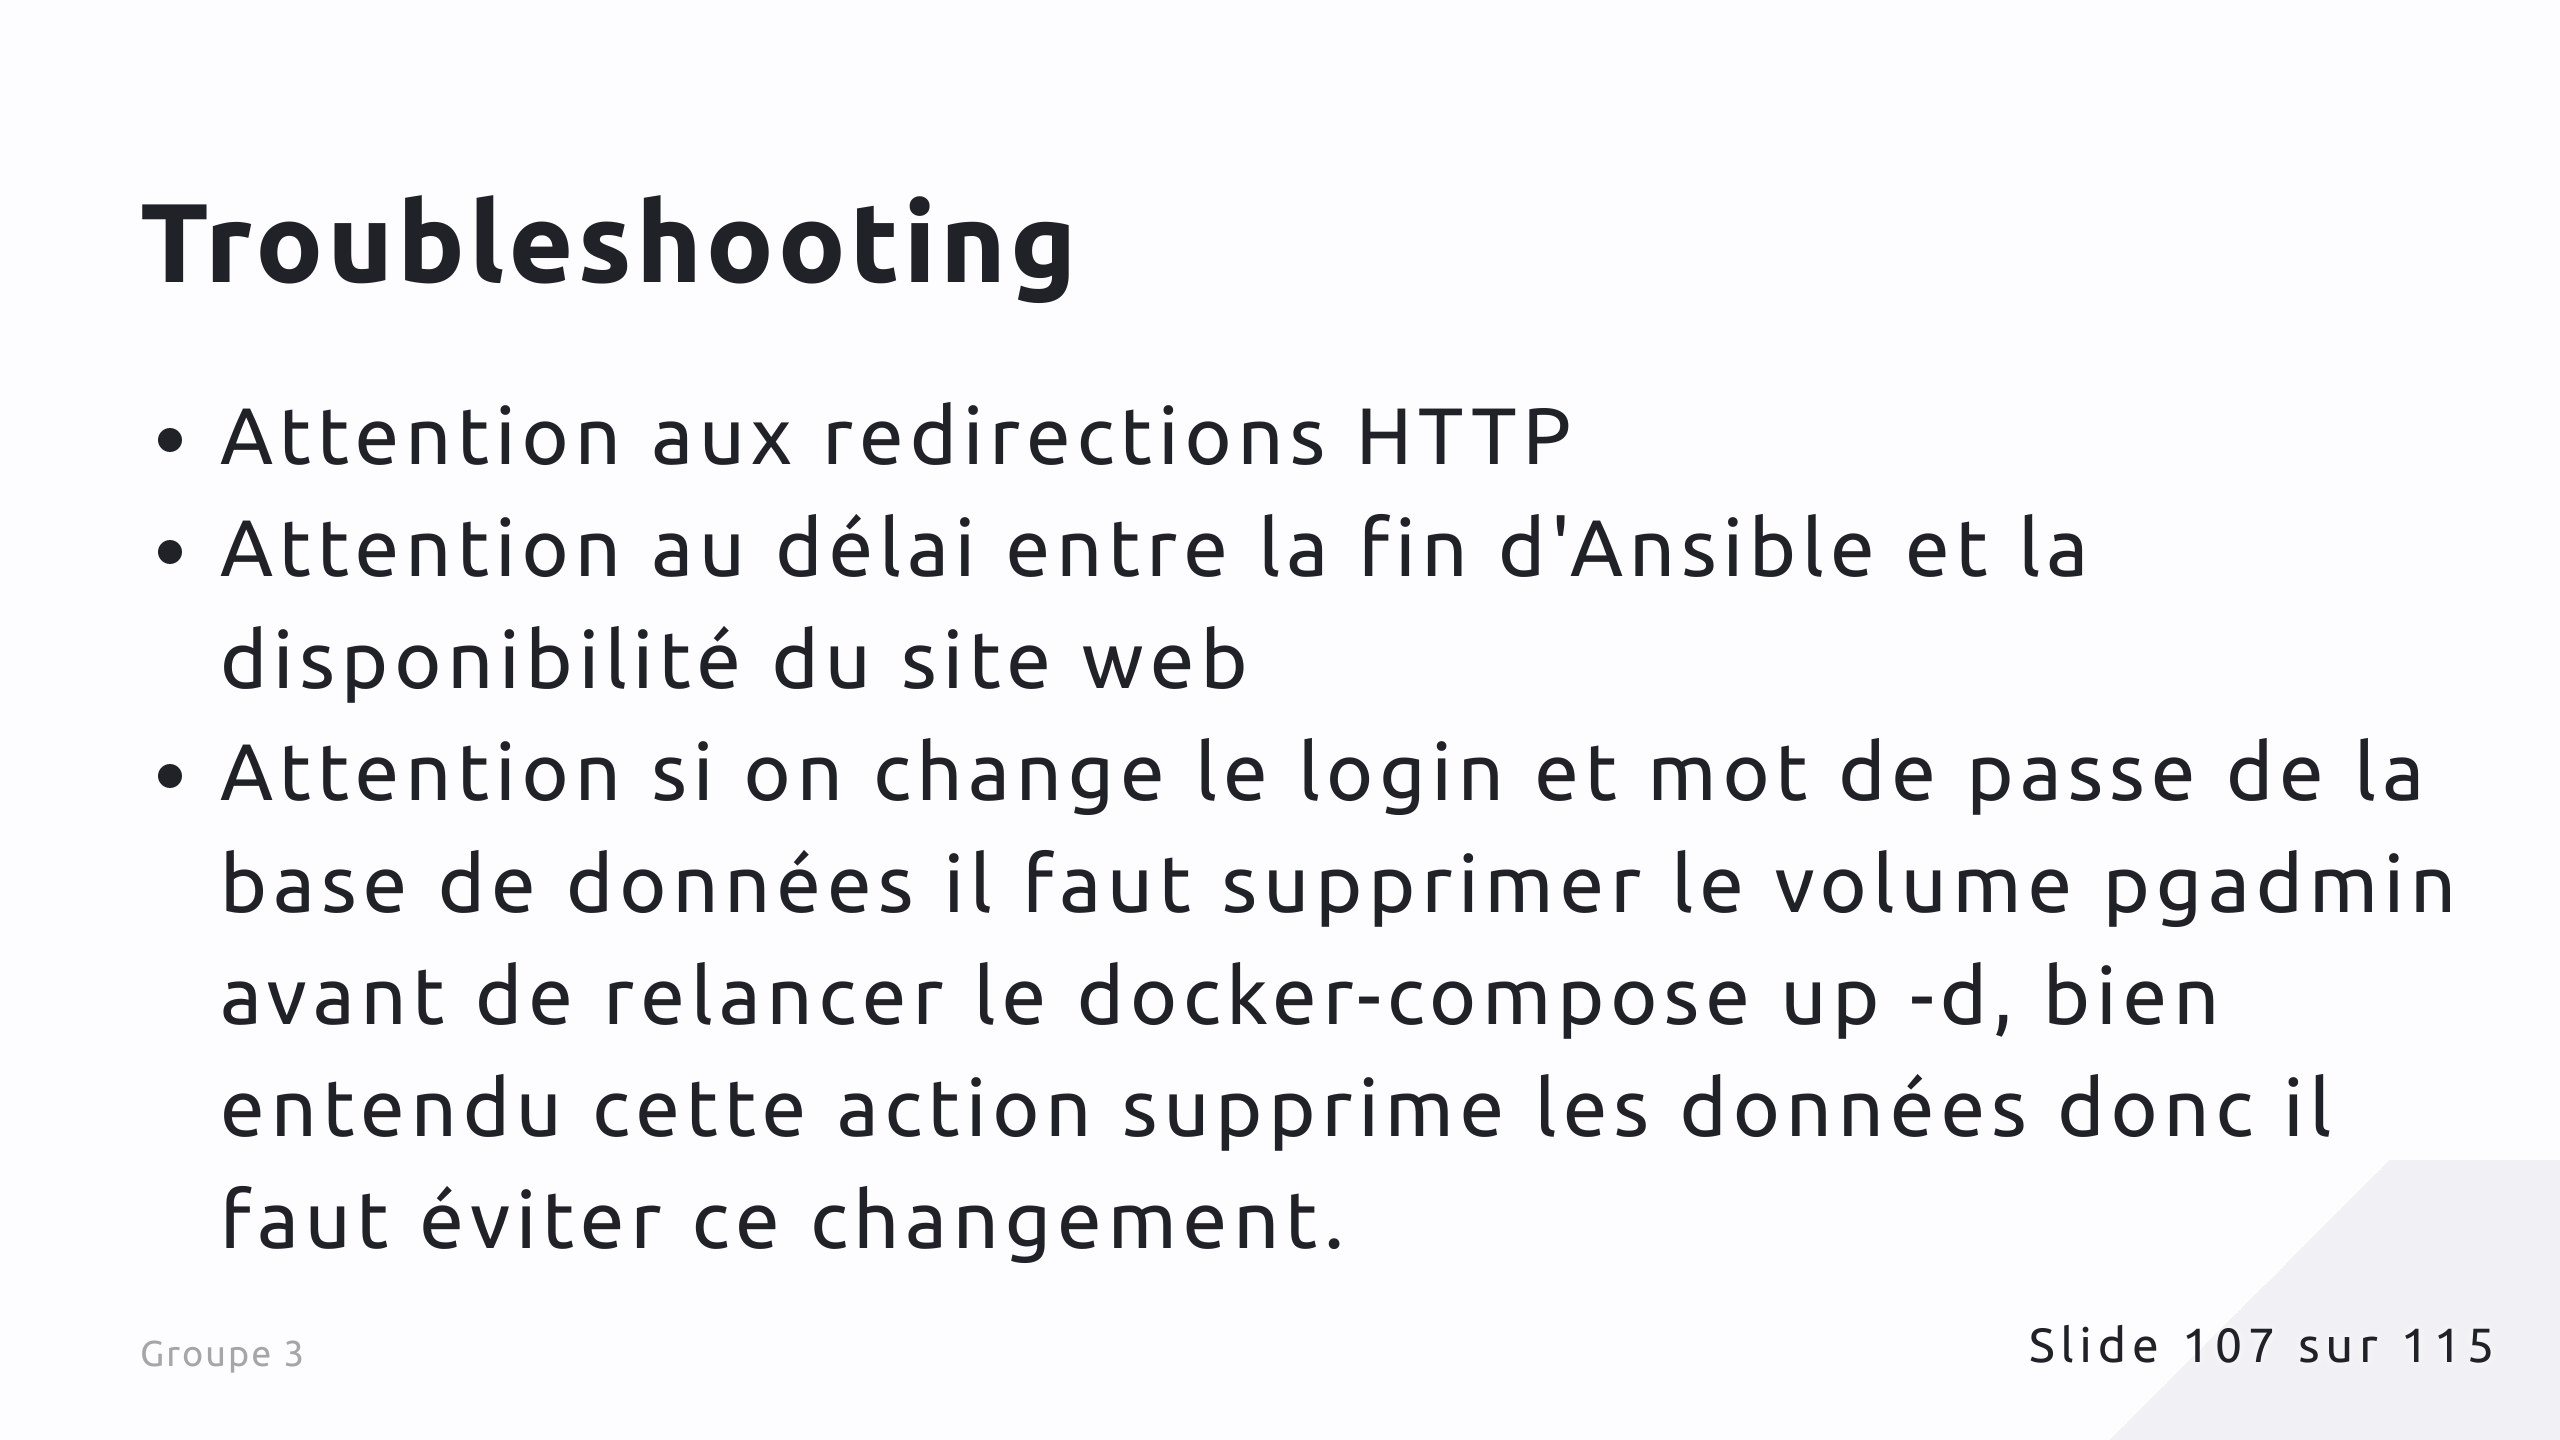 Troubleshooting
• Attention aux redirections HTTP
• Attention au délai entre la fin d'Ansible et la
disponibilité du site web
• Attention si on change le login et mot de passe de la
base de données il faut supprimer le volume pgadmin
avant de relancer le docker-compose up -d, bien
entendu cette action supprime les données donc il
faut éviter ce changement.
Groupe 3
Slide 107 sur 115